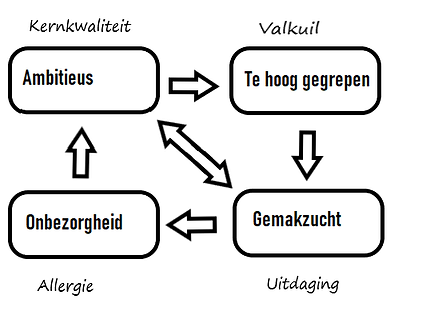 Kernkwaliteit
Valkuil
Ambitieus
Te hoog gegrepen
Onbezorgheid
Gemakzucht
Allergie
Uitdaging